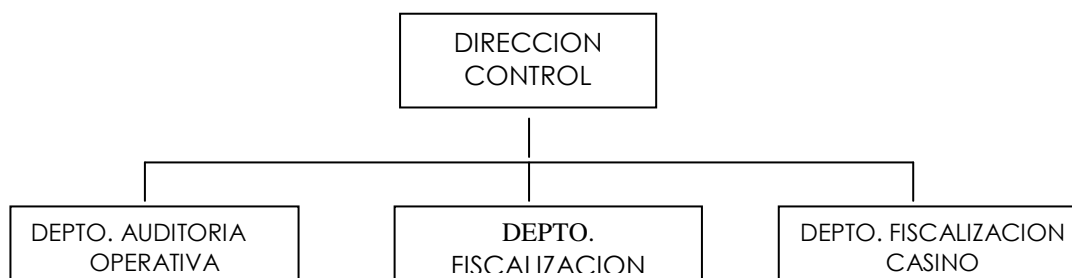 DIRECCION
CONTROL
DEPTO. AUDITORIA
OPERATIVA
DEPTO.
FISCALIZACION
DEPTO. FISCALIZACION
CASINO